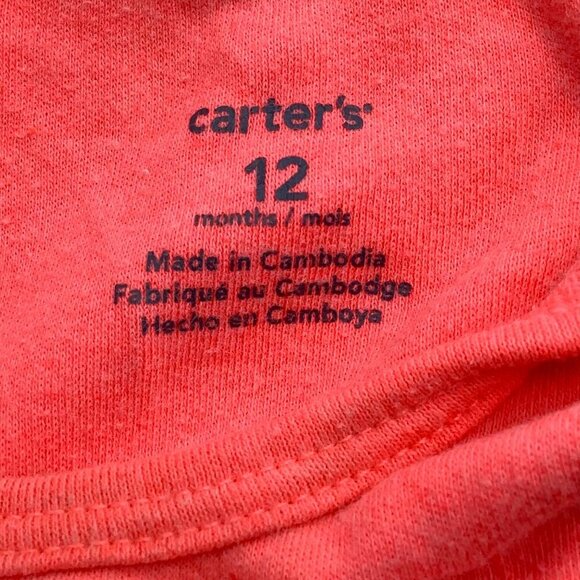 carter's
12
months / mois
Made in Cambodia
Fabriqué au Cambodge
Hecho en Camboya